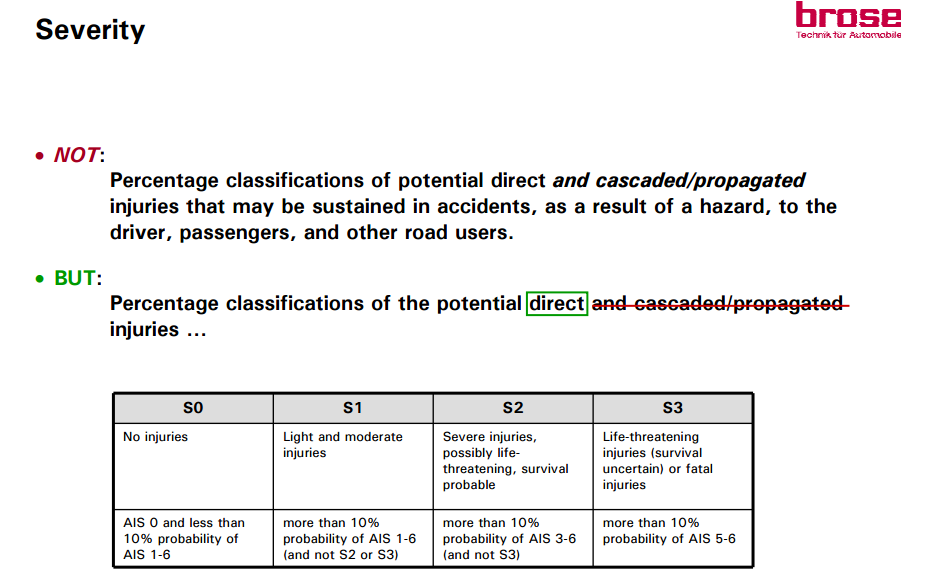 Severity
brose
Technik für Automobile
• NOT:
Percentage classifications of potential direct and cascaded/propagated
injuries that may be sustained in accidents, as a result of a hazard, to the
driver, passengers, and other road users.
• BUT:
Percentage classifications of the potential direct and cascaded/propagated
injuries ...
S0 S1 S2 S3
No injuries
Light and moderate
injuries
Severe injuries,
possibly life-
threatening, survival
probable
Life-threatening
injuries (survival
uncertain) or fatal
injuries
AIS 0 and less than
10% probability of
AIS 1-6
more than 10%
probability of AIS 1-6
(and not S2 or S3)
more than 10%
probability of AIS 3-6
(and not S3)
more than 10%
probability of AIS 5-6